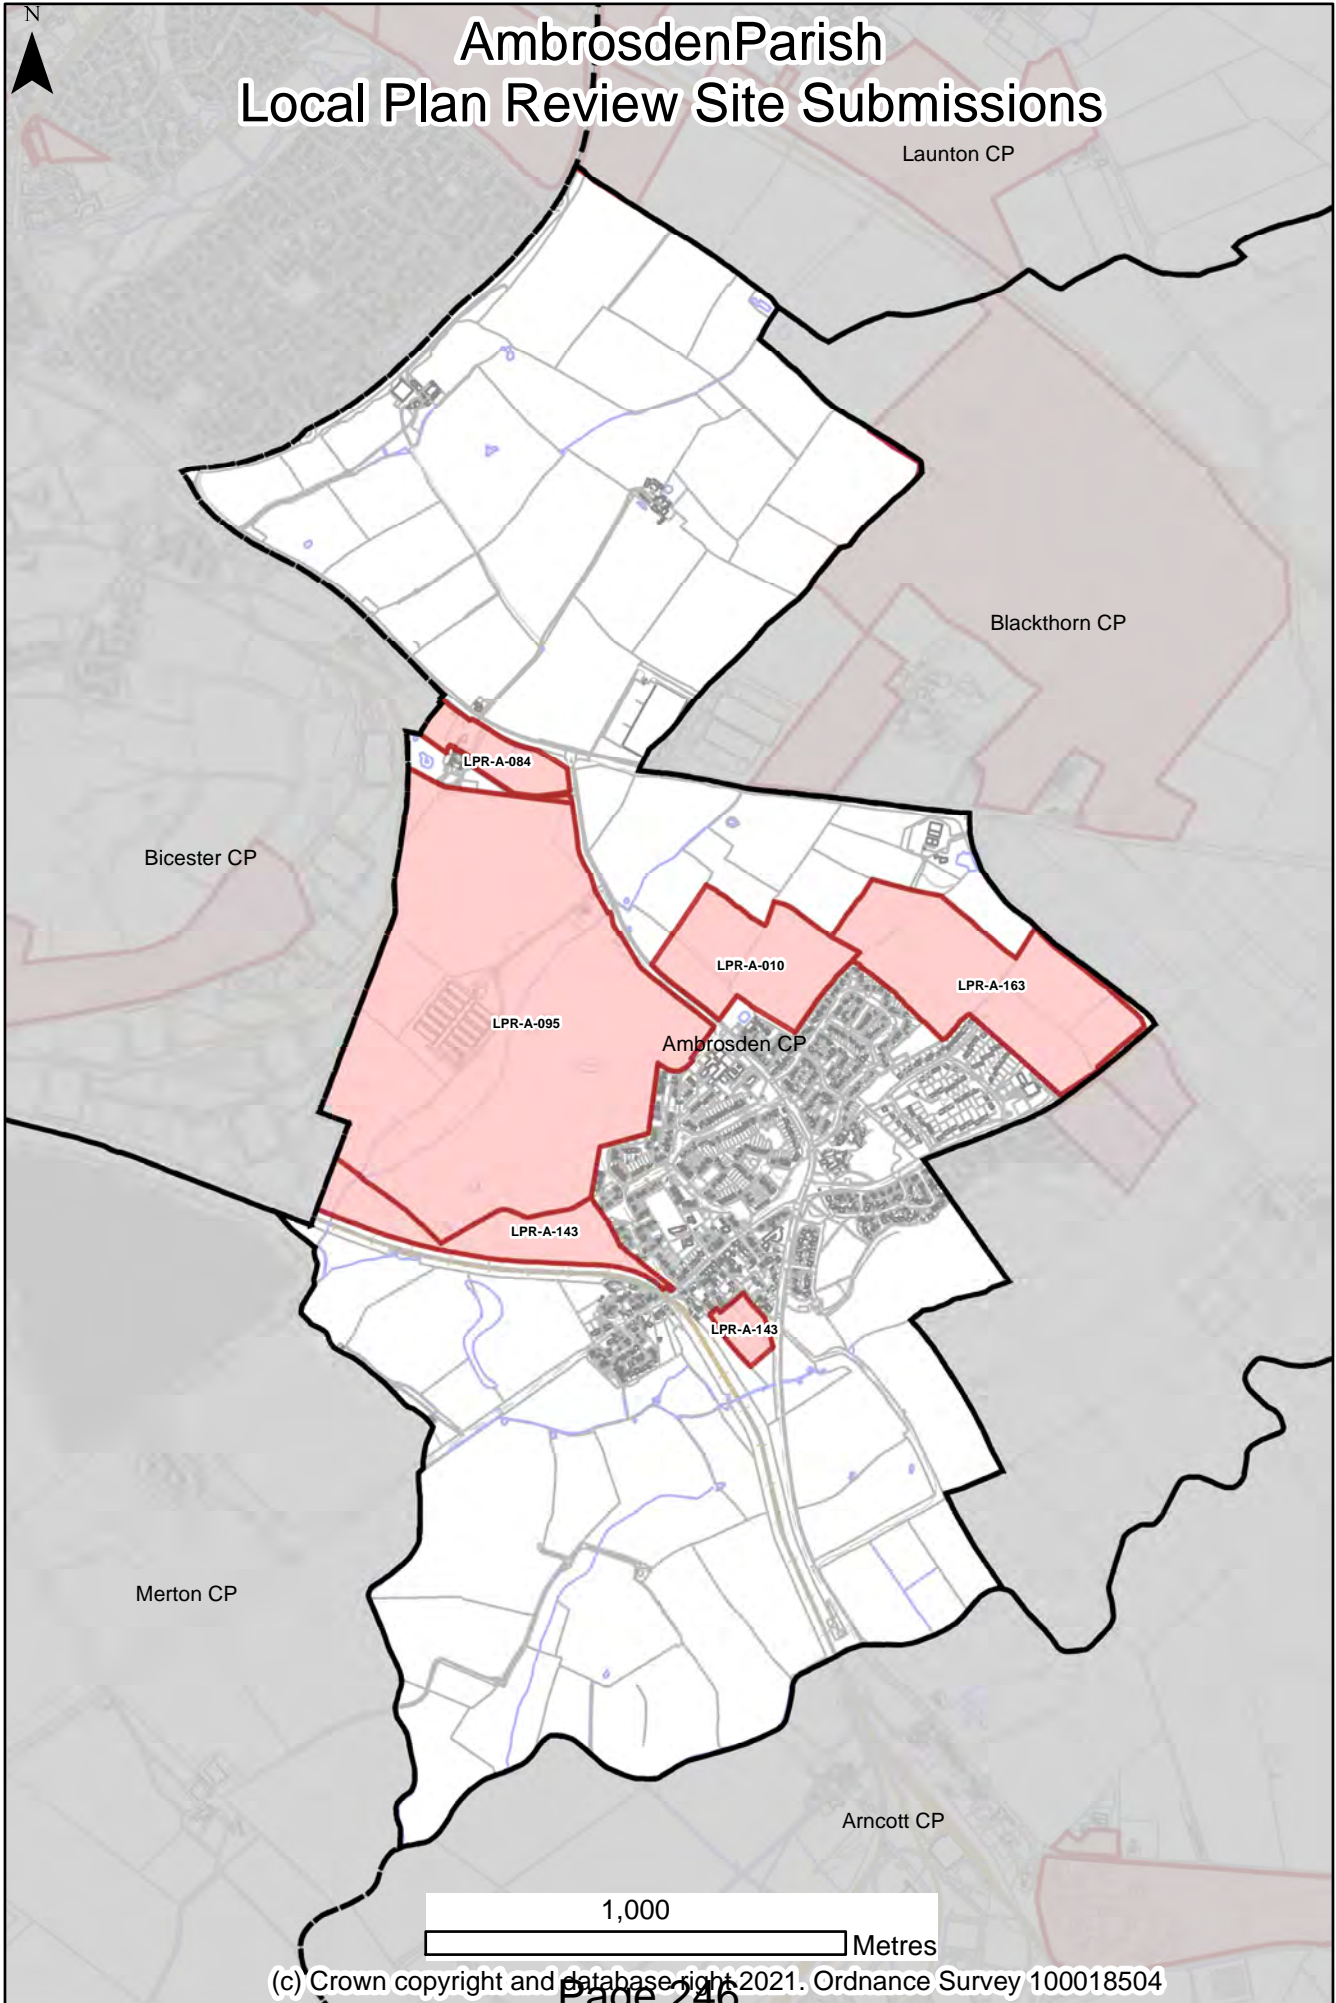 N
AmbrosdenParish
Local Plan Review Site Submissions
Launton CP
Blackthorn CP
LPR-A-084
Bicester CP
LPR-A-010
LPR-A-163
LPR-A-095
Ambrosden CP
LPR-A-143
LPR-A-143
Merton CP
Arncott CP
1,000
Metres
(c) Crown copyright and database right 2021. Ordnance Survey 100018504
Page 246